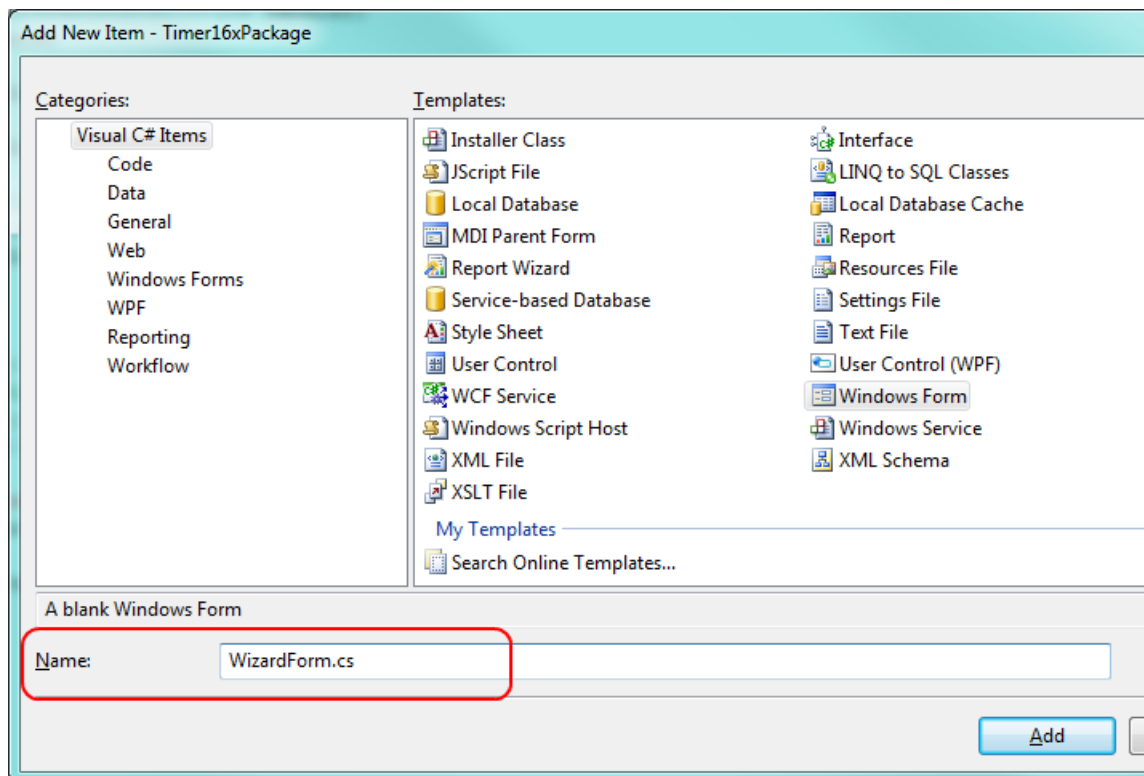 Add New Item - Timer16xPackage
Categories:
Visual C# Items
Code
Data
General
Web
Windows Forms
WPF
Reporting
Workflow
Templates:
Installer Class
JScript File
Local Database
MDI Parent Form
Report Wizard
Service-based Database
Style Sheet
User Control
WCF Service
Windows Script Host
XML File
XSLT File
Interface
LINQ to SQL Classes
Local Database Cache
Report
Resources File
Settings File
Text File
User Control (WPF)
Windows Form
Windows Service
XML Schema
My Templates
Search Online Templates...
A blank Windows Form
Name: WizardForm.cs
Add